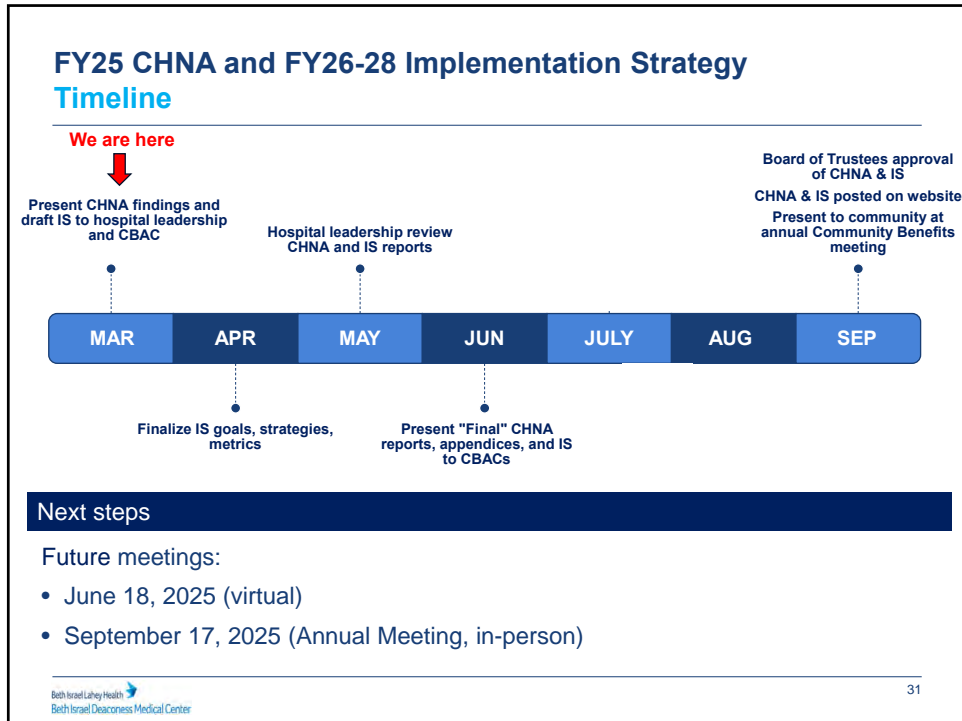 FY25 CHNA and FY26-28 Implementation Strategy
Timeline
We are here
Present CHNA findings and
draft IS to hospital leadership
and CBAC
Hospital leadership review
CHNA and IS reports
Board of Trustees approval
of CHNA & IS
CHNA & IS posted on website
Present to community at
annual Community Benefits
meeting
MAR APR MAY JUN JULY AUG SEP
Finalize IS goals, strategies,
metrics
Present "Final" CHNA
reports, appendices, and IS
to CBACs
Next steps
Future meetings:
• June 18, 2025 (virtual)
• September 17, 2025 (Annual Meeting, in-person)
Beth Israel Lahey Health
Beth Israel Deaconess Medical Center
31